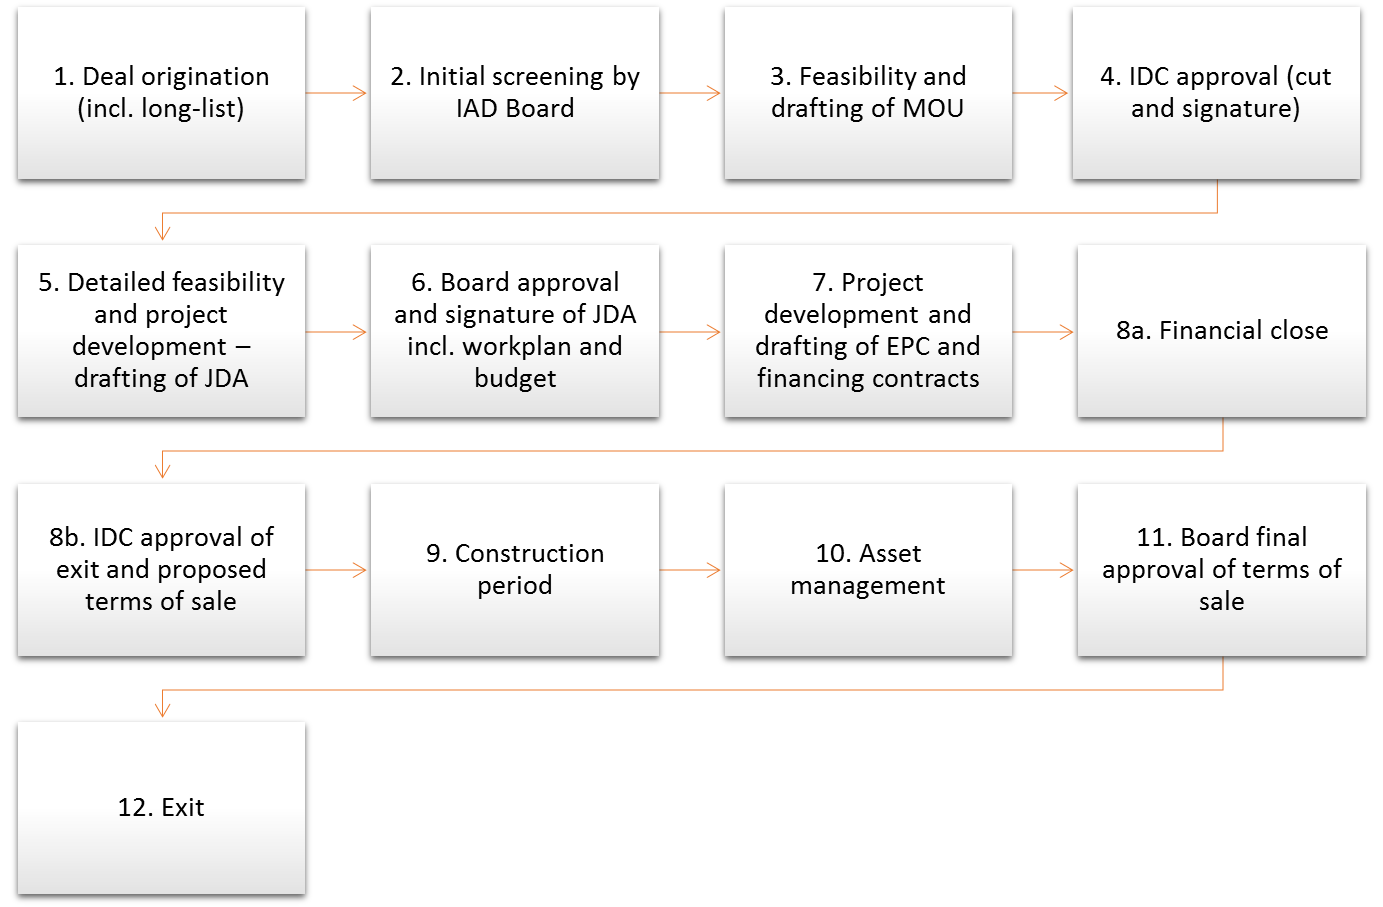 1. Deal origination
(incl. long-list)
2. Initial screening by
IAD Board
3. Feasibility and
drafting of MOU
4. IDC approval (cut
and signature)
5. Detailed feasibility
and project
development –
drafting of JDA
6. Board approval
and signature of JDA
incl. workplan and
budget
7. Project
development and
drafting of EPC and
financing contracts
8a. Financial close
8b. IDC approval of
exit and proposed
terms of sale
9. Construction
period
10. Asset
management
11. Board final
approval of terms of
sale
12. Exit